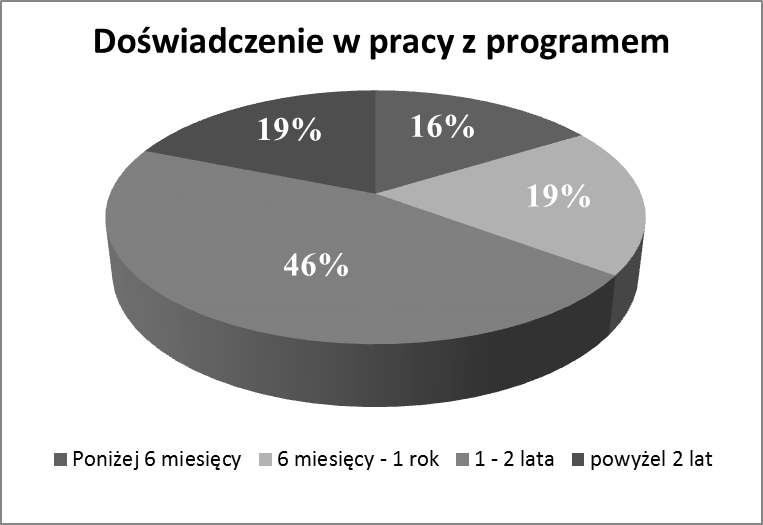 Doświadczenie w pracy z programem
19% 16%
19%
46%
Poniżej 6 miesięcy 6 miesięcy - 1 rok 1 - 2 lata powyżel 2 lat